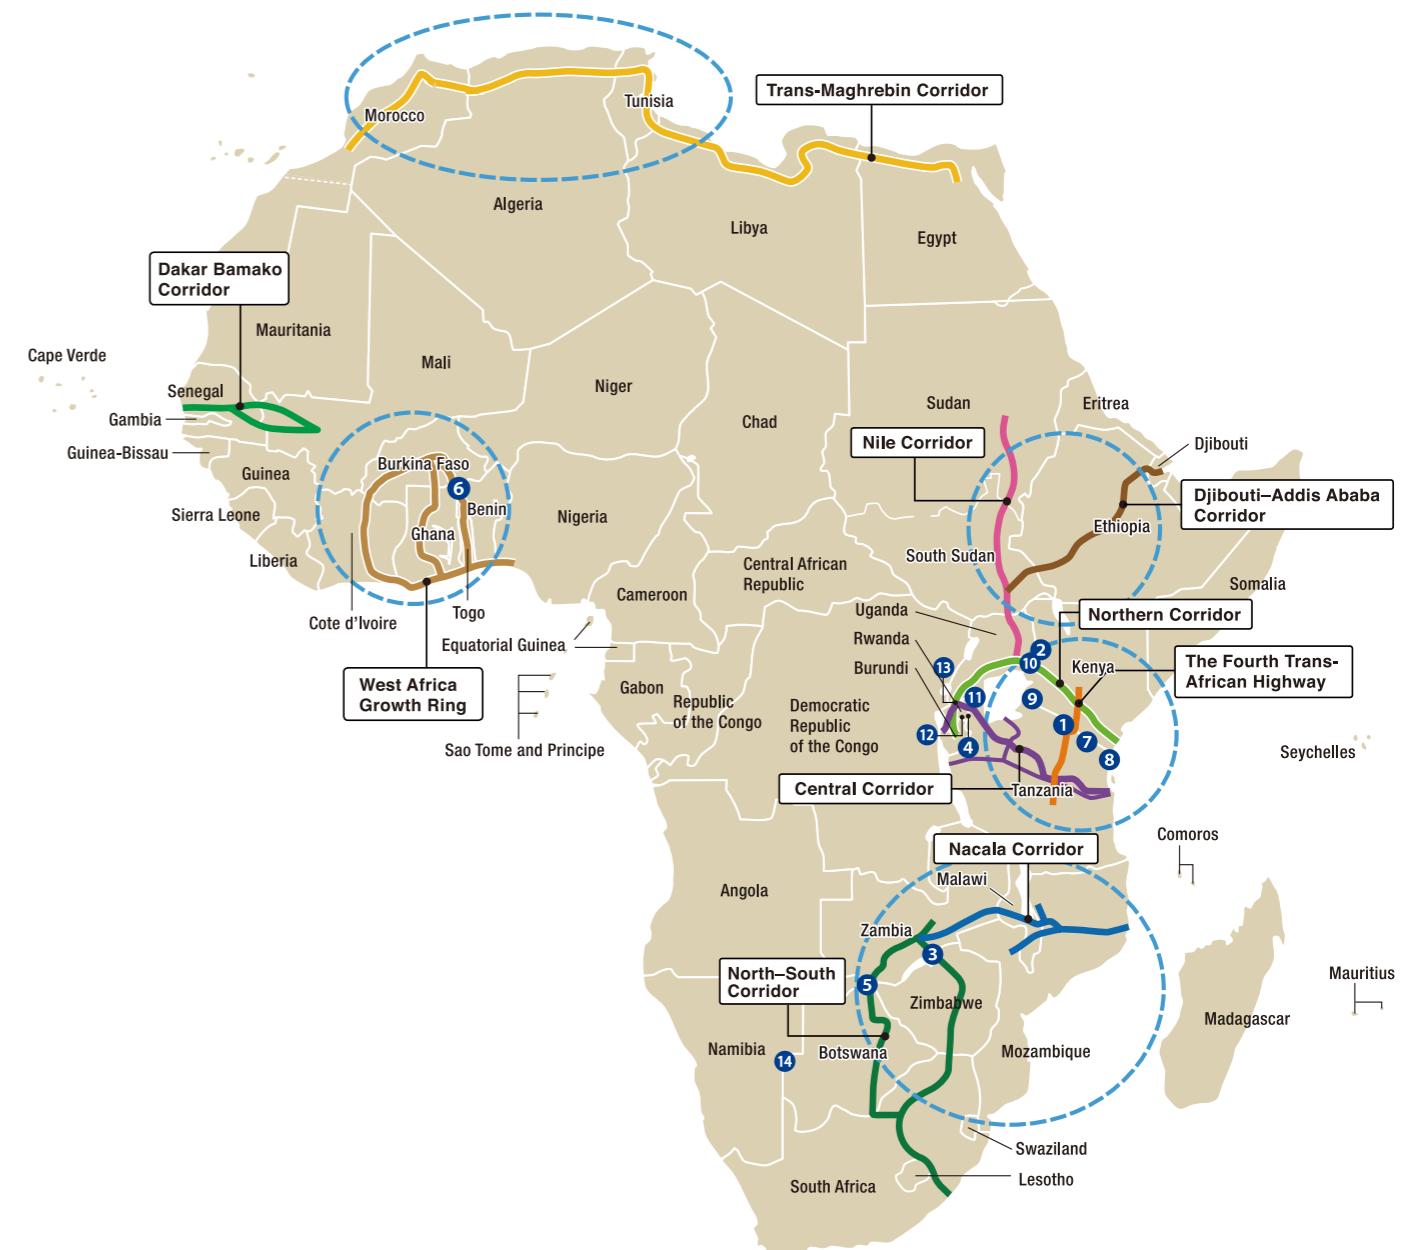 Trans-Maghrebin Corridor
Tunisia
Morocco
Algeria
Libya
Egypt
Dakar Bamako
Corridor
Mauritania
Cape Verde
Mali
Niger
Senegal
Gambia
Guinea-Bissau
Guinea
Sierra Leone
Liberia
Chad
Sudan
Eritrea
Nile Corridor
Djibouti
Djibouti–Addis Ababa
Corridor
Burkina Faso
6
Benin
Ghana
Nigeria
Ethiopia
South Sudan
Central African
Republic
Somalia
Cameroon
Togo
Cote d'Ivoire
Equatorial Guinea
Uganda
Rwanda
Burundi
Northern Corridor
2
10
Kenya
13
The Fourth Trans-
African Highway
West Africa
Growth Ring
Gabon
Republic
of the Congo
Democratic
Republic
of the Congo
11
9
1
7
12
4
8
Sao Tome and Principe
Seychelles
Central Corridor
Tanzania
Comoros
Nacala Corridor
Malawi
Angola
Zambia
3
North–South
Corridor
5
Zimbabwe
Mauritius
Madagascar
Namibia
14
Botswana
Mozambique
Swaziland
Lesotho
South Africa